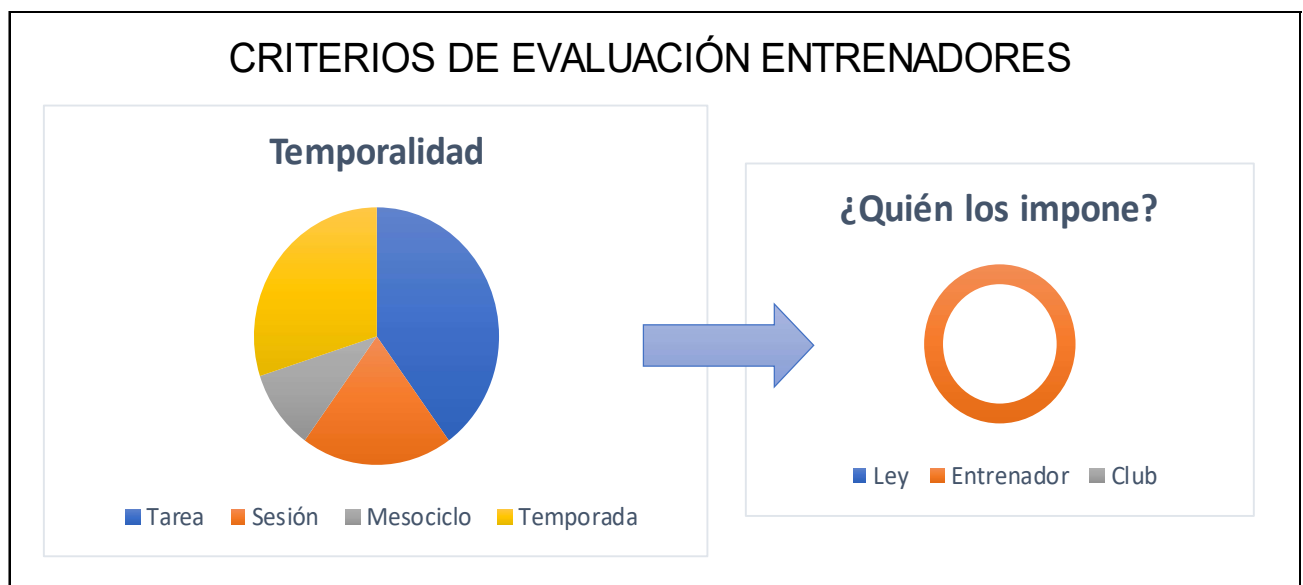 CRITERIOS DE EVALUACIÓN ENTRENADORES
Temporalidad
Tarea Sesión Mesociclo Temporada
¿Quién los impone?
Ley Entrenador Club